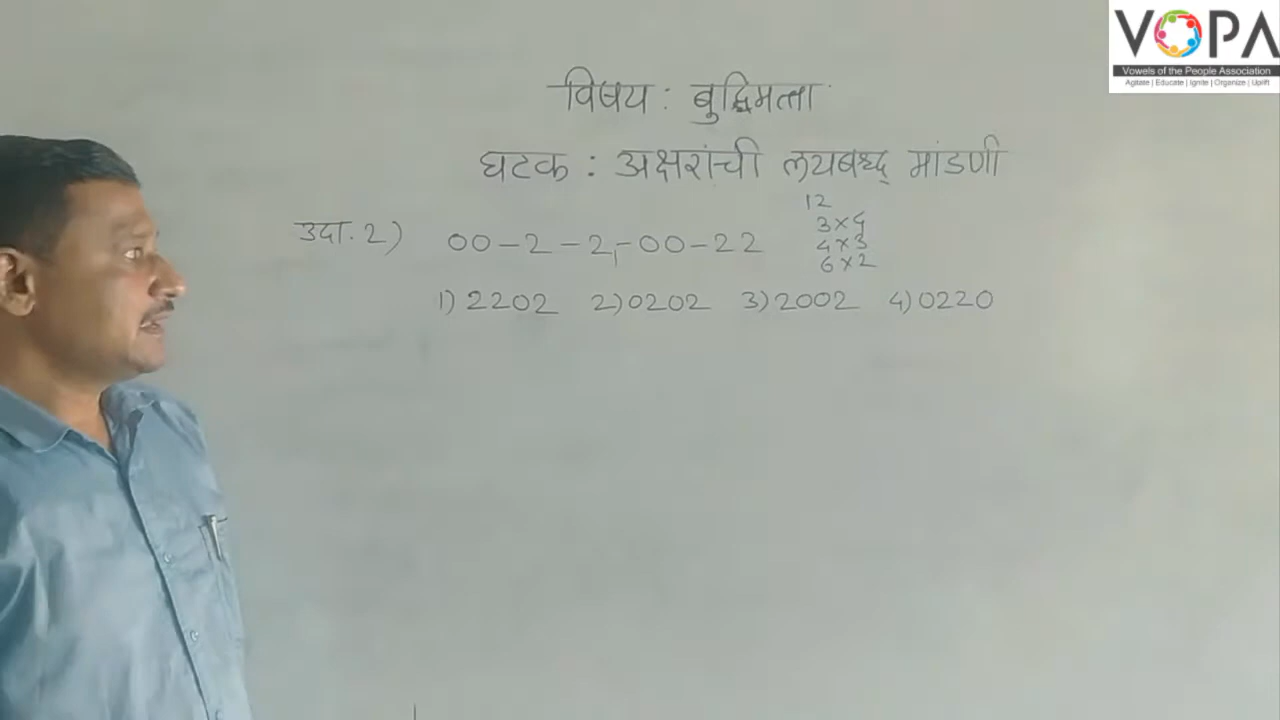 VOPA
Vowels of the People Association
Agitate | Educate | Ignite | Organize | Uplift
विषय : बुद्धिमत्ता
घटक : अक्षरांची लयबध्द् मांडणी
12
3×4
4×3
6×2
उदा. 2) 00-2-2,-00-22
1) 2202 2) 0202 3) 2002 4) 0220